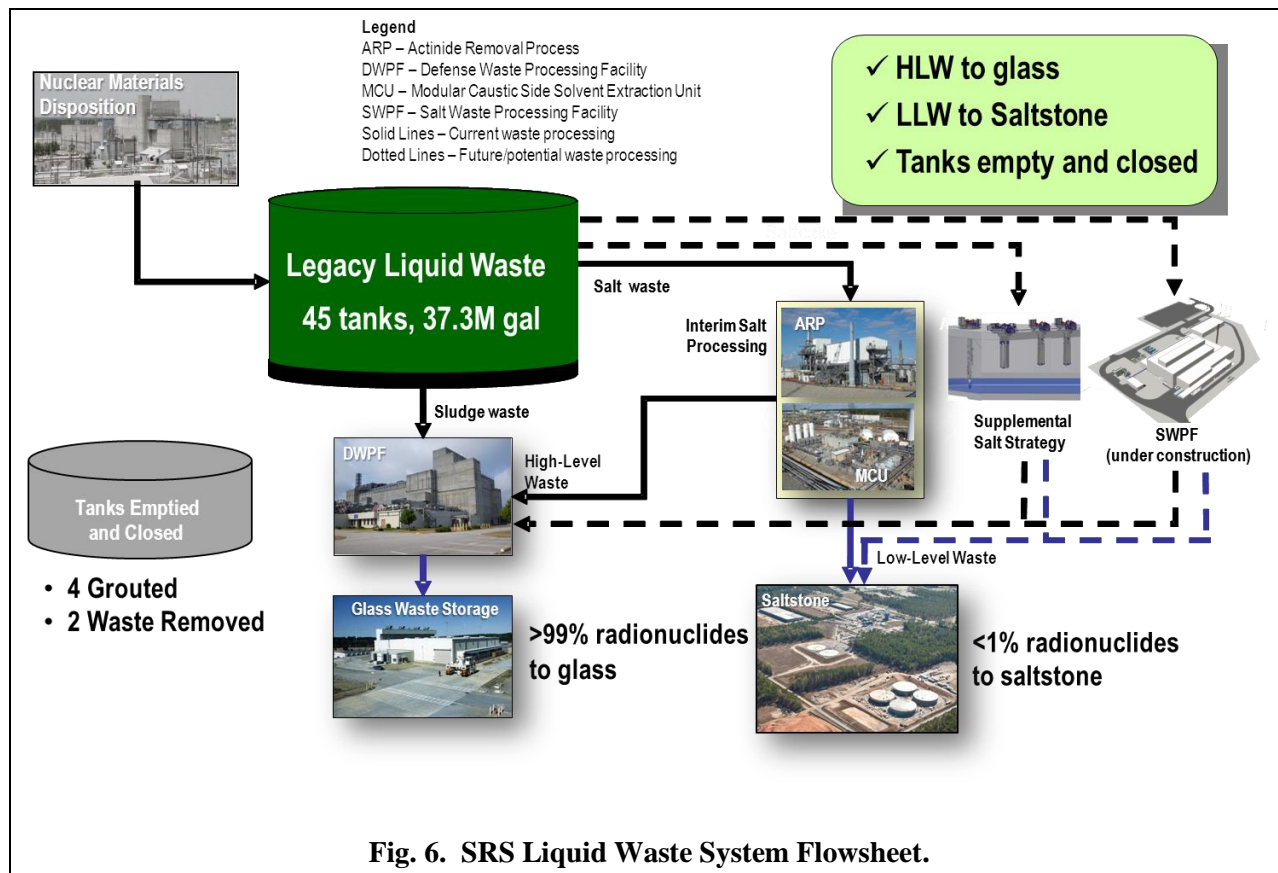 Legend
ARP – Actinide Removal Process
DWPF – Defense Waste Processing Facility
MCU – Modular Caustic Side Solvent Extraction Unit
SWPF – Salt Waste Processing Facility
Solid Lines – Current waste processing
Dotted Lines – Future/potential waste processing
✓ HLW to glass
✓ LLW to Saltstone
✓ Tanks empty and closed
Nuclear Materials
Disposition
Legacy Liquid Waste
45 tanks, 37.3M gal
Salt waste
Interim Salt
Processing
ARP
MCU
Supplemental
Salt Strategy
SWPF
(under construction)
Sludge waste
DWPF
High-Level
Waste
Low-Level Waste
Tanks Emptied
and Closed
• 4 Grouted
• 2 Waste Removed
Glass Waste Storage
>99% radionuclides
to glass
Saltstone
<1% radionuclides
to saltstone
Fig. 6. SRS Liquid Waste System Flowsheet.